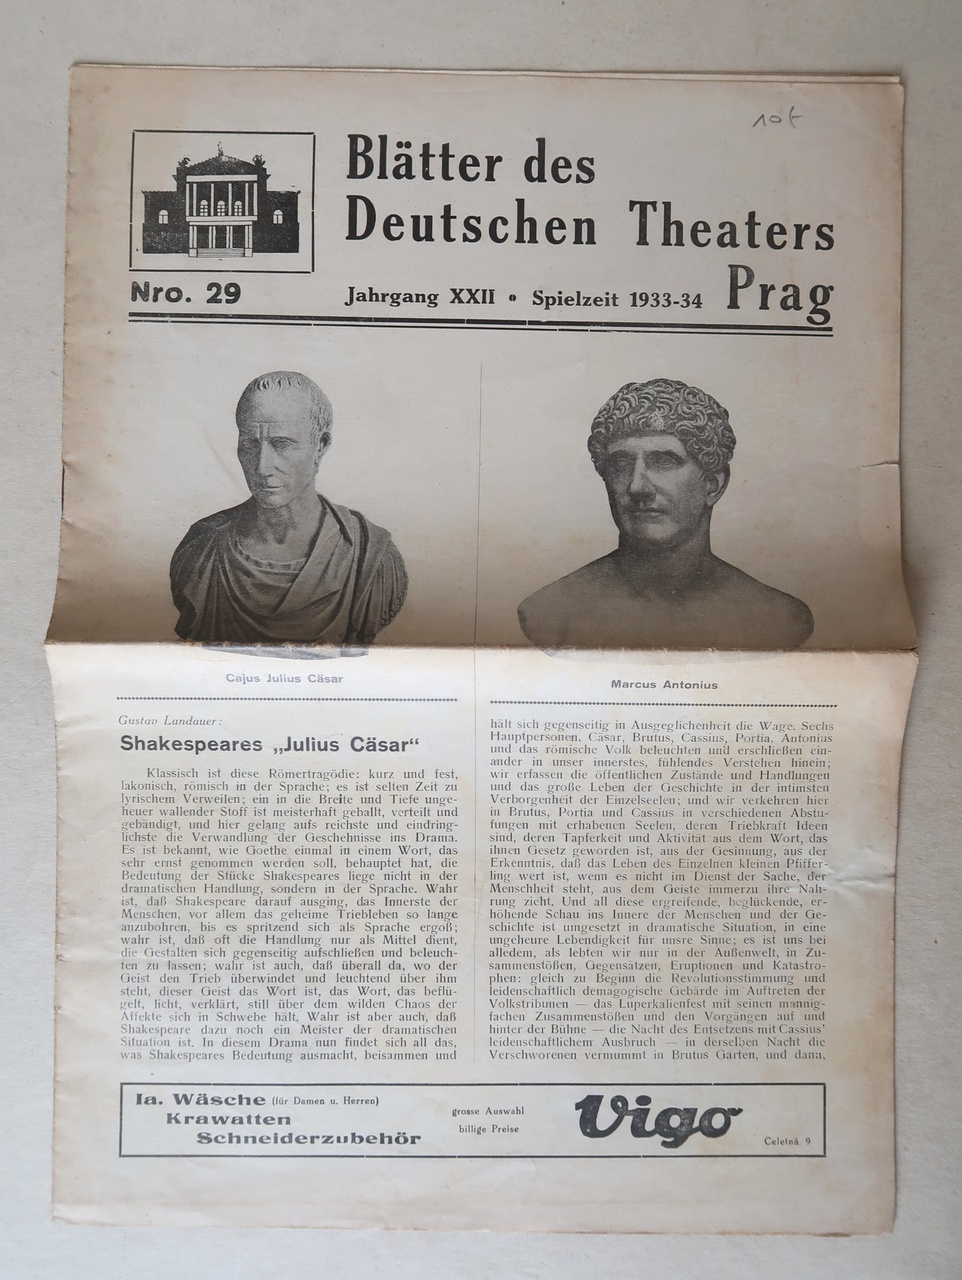 10 f
Blätter des
Deutschen Theaters
Prag
Nro. 29
Jahrgang XXII • Spielzeit 1933-34
Cajus Julius Cäsar
Marcus Antonius
Gustav Landauer:
Shakespeares „Julius Cäsar“
Klassisch ist diese Römertragödie: kurz und fest,
lakonisch, römisch in der Sprache; es ist selten Zeit zu
lyrischem Verweilen; ein in die Breite und Tiefe unge-
heuer wallender Stoff ist meisterhaft geballt, verteilt und
gebändigt, und hier gelang aufs reichste und eindring-
lichste die Verwandlung der Geschehnisse ins Drama.
Es ist bekannt, wie Goethe einmal in einem Wort, das
sehr ernst genommen werden soll, behauptet hat, die
Bedeutung der Stücke Shakespeares liege nicht in der
dramatischen Handlung, sondern in der Sprache. Wahr
ist, daß Shakespeare darauf ausging, das Innerste der
Menschen, vor allem das geheime Triebleben so lange
anzubohren, bis es spritzend sich als Sprache ergoß;
wahr ist, daß oft die Handlung nur als Mittel dient,
die Gestalten sich gegenseitig aufschließen und beleuch-
ten zu lassen; wahr ist auch, daß überall da, wo der
Geist den Trieb überwindet und leuchtend über ihm
steht, dieser Geist das Wort ist, das Wort, das beflü-
gelt, licht, verklärt, still über dem wilden Chaos der
Affekte sich in Schwebe hält. Wahr ist aber auch, daß
Shakespeare dazu noch ein Meister der dramatischen
Situation ist. In diesem Drama nun findet sich all das,
was Shakespeares Bedeutung ausmacht, beisammen und
hält sich gegenseitig in Ausgeglichenheit die Wage. Sechs
Hauptpersonen, Cäsar, Brutus, Cassius, Portia, Antonius
und das römische Volk beleuchten und erschließen ein-
ander in unser innerstes, fühlendes Verstehen hinein;
wir erfassen die öffentlichen Zustände und Handlungen
und das große Leben der Geschichte in der intimsten
Verborgenheit der Einzelseelen; und wir verkehren hier
in Brutus, Portia und Cassius in verschiedenen Abstu-
fungen mit erhabenen Seelen, deren Triebkraft Ideen
sind, deren Tapferkeit und Aktivität aus dem Wort, das
ihnen Gesetz geworden ist, aus der Gesinnung, aus der
Erkenntnis, daß das Leben des Einzelnen kleinen Pfiffer-
ling wert ist, wenn es nicht im Dienst der Sache, der
Menschheit steht, aus dem Geiste immerzu ihre Nah-
rung zieht. Und all diese ergreifende, beglückende, er-
höhende Schau ins Innere der Menschen und der Ge-
schichte ist umgesetzt in dramatische Situation, in eine
ungeheure Lebendigkeit für unsre Sinne; es ist uns bei
alledem, als lebten wir nur in der Außenwelt, in Zu-
sammenstößen, Gegensätzen, Eruptionen und Katastro-
phen: gleich zu Beginn die Revolutionsstimmung und
leidenschaftlich demagogische Gebärde im Auftreten der
Volkstribunen — das Luperkalienfest mit seinen mannig-
fachen Zusammenstößen und den Vorgängen auf und
hinter der Bühne — die Nacht des Entsetzens mit Cassius'
leidenschaftlichem Ausbruch — in derselben Nacht die
Verschworenen vermummt in Brutus Garten, und dann,
Ia. Wäsche (für Damen u. Herren)
Krawatten
Schneiderzubehör
grosse Auswahl
billige Preise
Vigo
Celetná 9